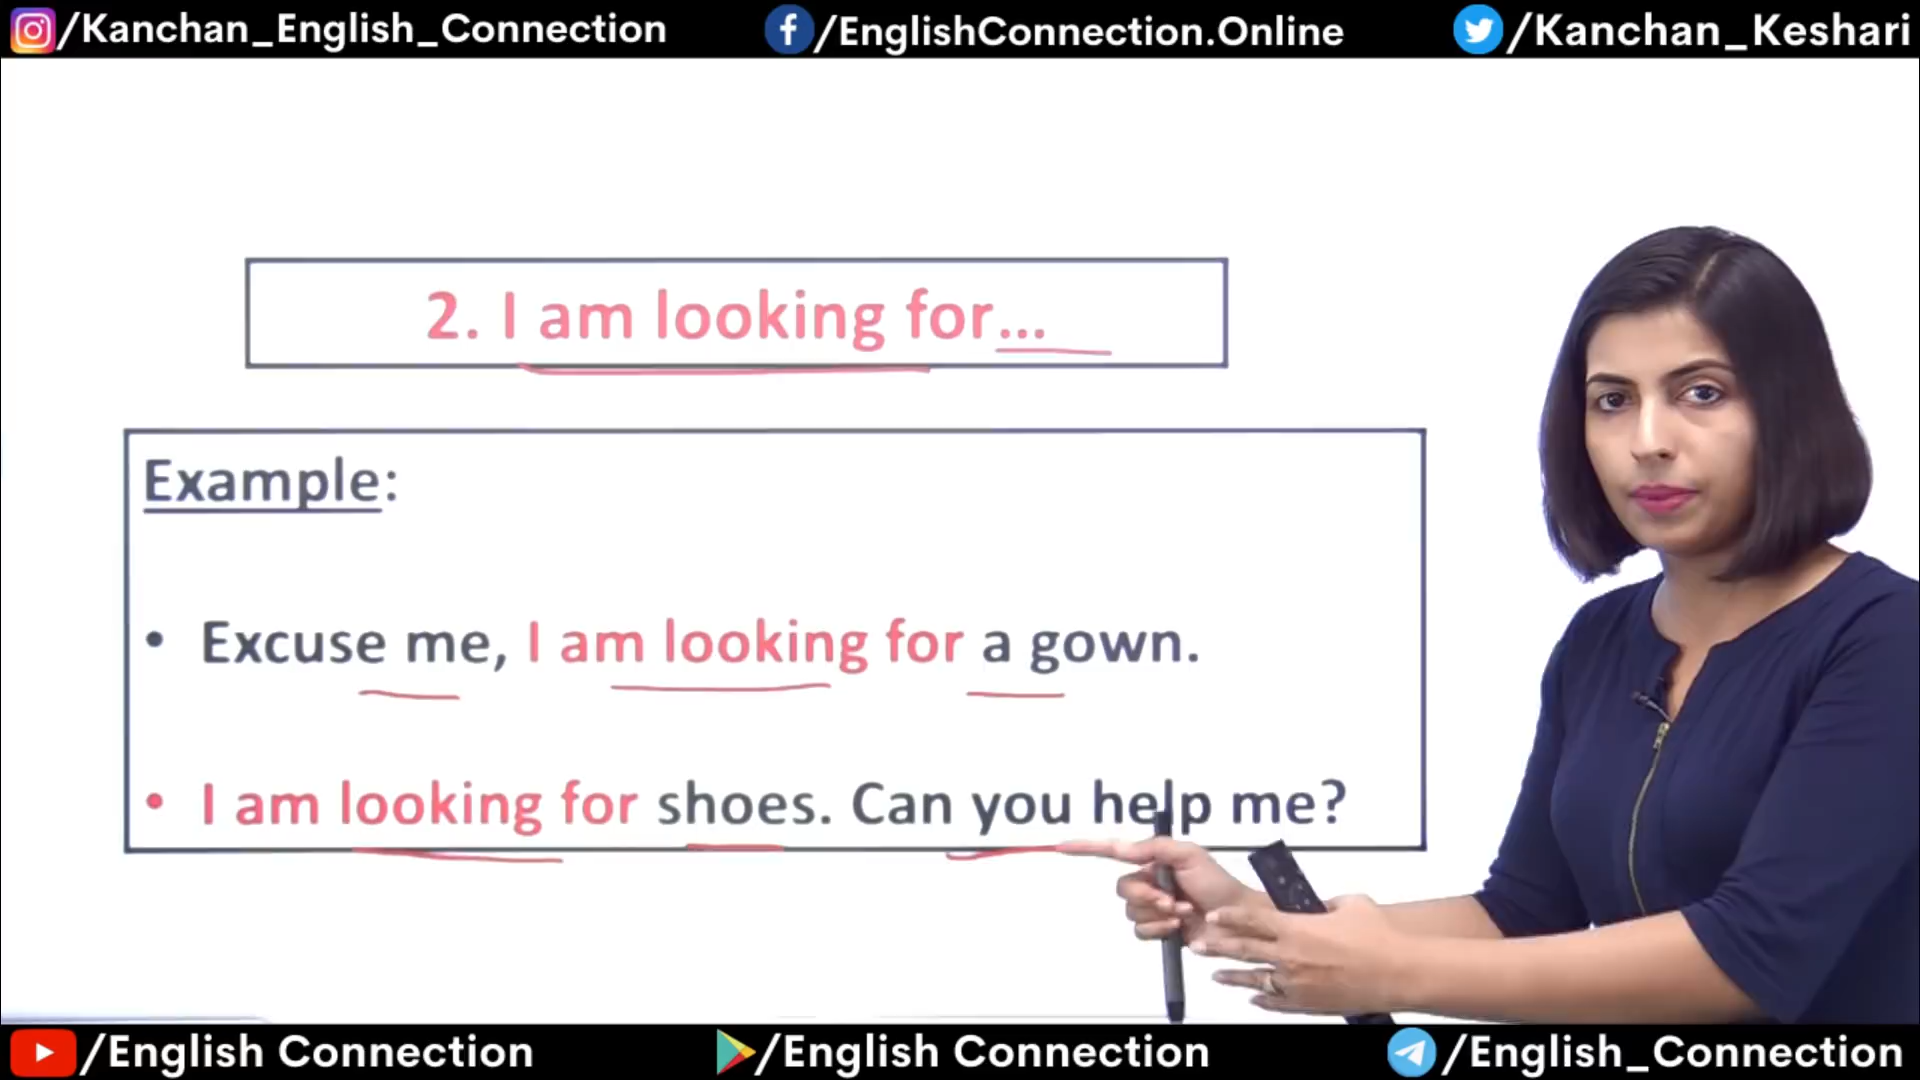 /Kanchan_English_Connection
/EnglishConnection.Online
/Kanchan_Keshari
2. I am looking for...
Example:
• Excuse me, I am looking for a gown.
• I am looking for shoes. Can you help me?
/English Connection
/English Connection
/English_Connection